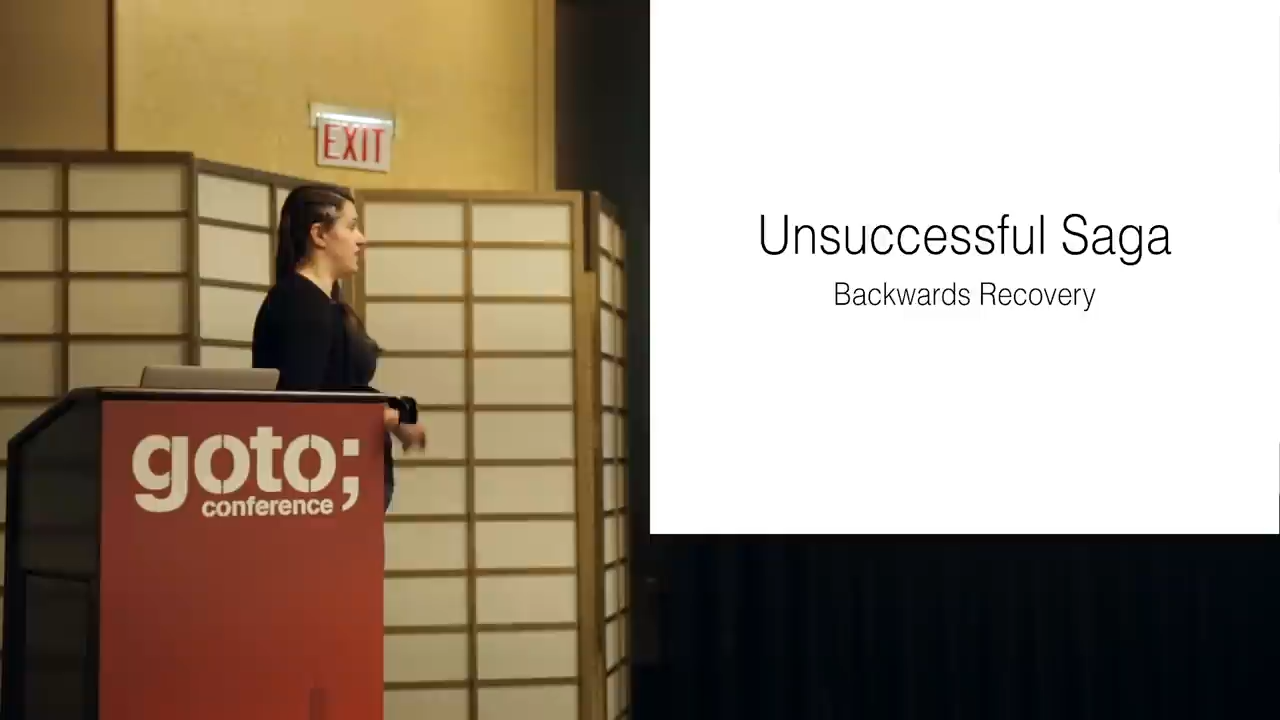 EXIT
goto;
conference
Unsuccessful Saga
Backwards Recovery